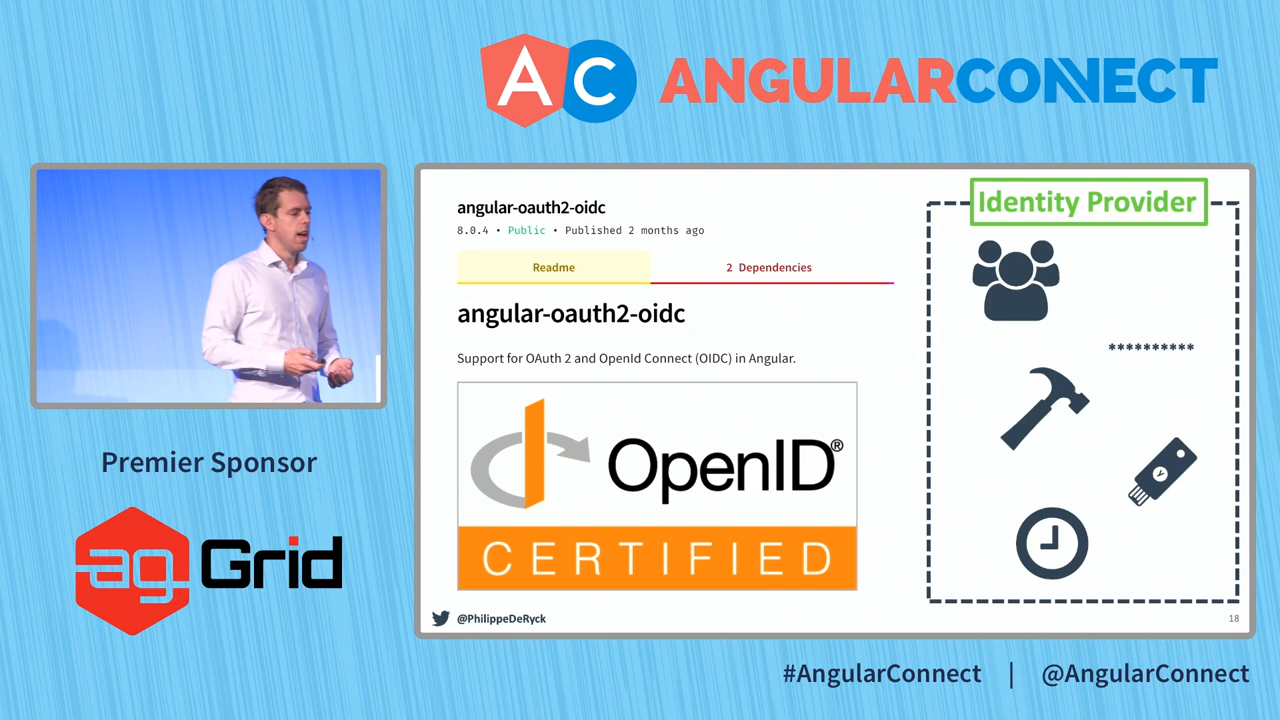 AC ANGULARCONNECT
angular-oauth2-oidc
8.0.4 • Public • Published 2 months ago
Readme
2 Dependencies
angular-oauth2-oidc
Support for OAuth 2 and OpenId Connect (OIDC) in Angular.
OpenID®
CERTIFIED
@PhilippeDeRyck
Identity Provider
**********
Y
18
Premier Sponsor
ag Grid
#AngularConnect | @AngularConnect